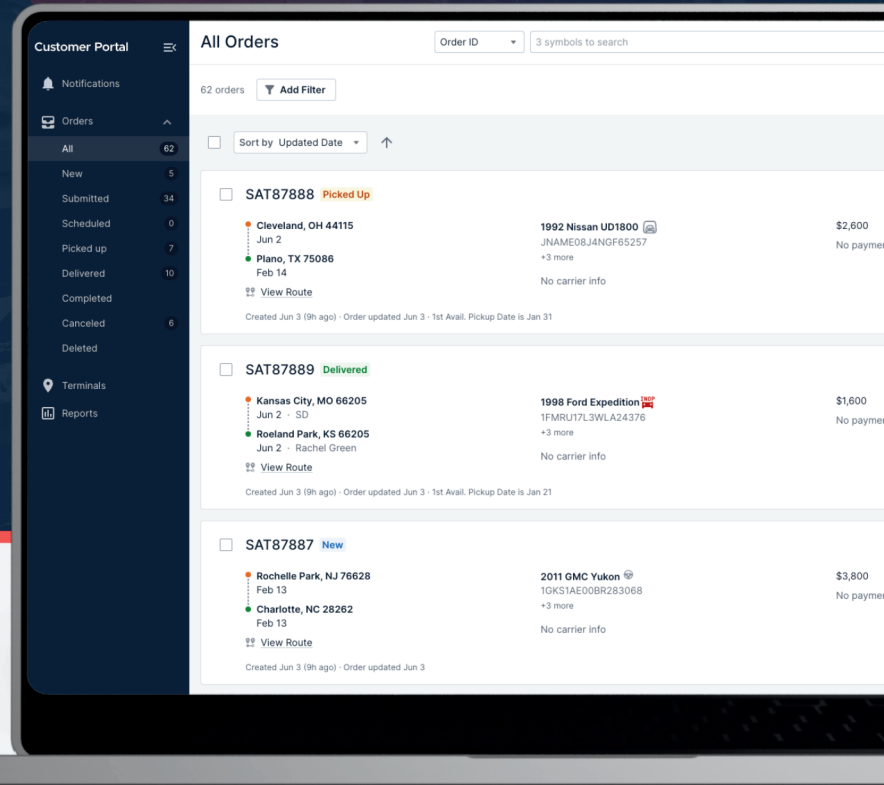 Customer Portal
Notifications
Orders
All 62
New 5
Submitted 34
Scheduled 0
Picked up 7
Delivered 10
Completed
Canceled 6
Deleted
Terminals
Reports
All Orders
Order ID
3 symbols to search
62 orders
Add Filter
Sort by Updated Date
SAT87888 Picked Up
Cleveland, OH 44115
Jun 2
Plano, TX 75086
Feb 14
View Route
1992 Nissan UD1800
JNAME08J4NGF65257
+3 more
No carrier info
$2,600
No paymer
Created Jun 3 (9h ago) · Order updated Jun 3 · 1st Avail. Pickup Date is Jan 31
SAT87889 Delivered
Kansas City, MO 66205
Jun 2 · SD
Roeland Park, KS 66205
Jun 2 · Rachel Green
View Route
1998 Ford Expedition INOP
1FMRU17L3WLA24376
+3 more
No carrier info
$1,600
No paymer
Created Jun 3 (9h ago) · Order updated Jun 3 · 1st Avail. Pickup Date is Jan 21
SAT87887 New
Rochelle Park, NJ 76628
Feb 13
Charlotte, NC 28262
Feb 13
View Route
2011 GMC Yukon
1GKS1AE00BR283068
+3 more
No carrier info
$3,800
No paymer
Created Jun 3 (9h ago) · Order updated Jun 3